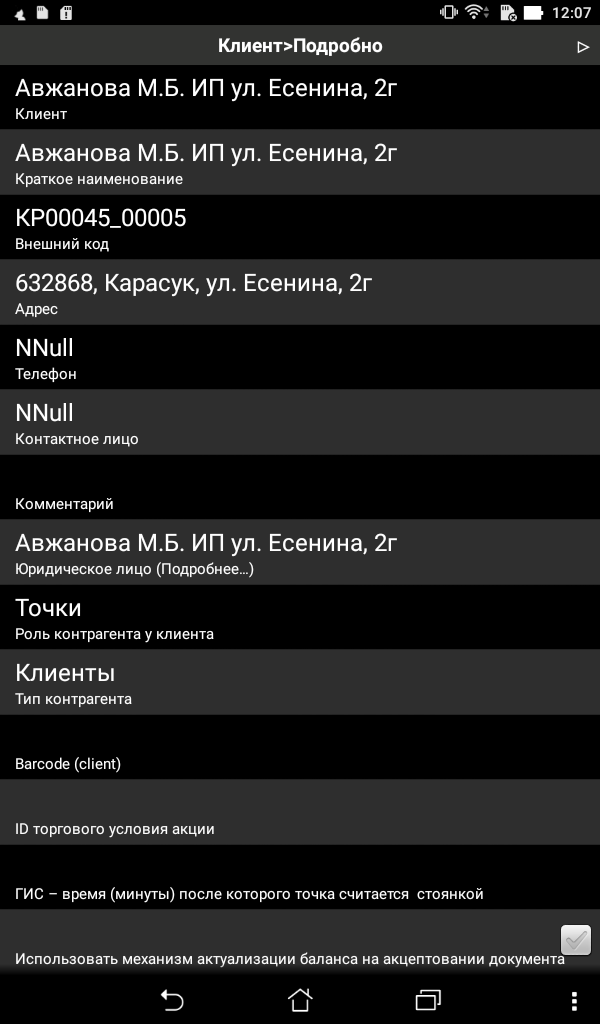 12:07
Клиент>Подробно
Авжанова М.Б. ИП ул. Есенина, 2г
Клиент
Авжанова М.Б. ИП ул. Есенина, 2г
Краткое наименование
КР00045_00005
Внешний код
632868, Карасук, ул. Есенина, 2г
Адрес
NNull
Телефон
NNull
Контактное лицо
Комментарий
Авжанова М.Б. ИП ул. Есенина, 2г
Юридическое лицо (Подробнее…)
Точки
Роль контрагента у клиента
Клиенты
Тип контрагента
Barcode (client)
ID торгового условия акции
ГИС – время (минуты) после которого точка считается  стоянкой
Использовать механизм актуализации баланса на акцептовании документа